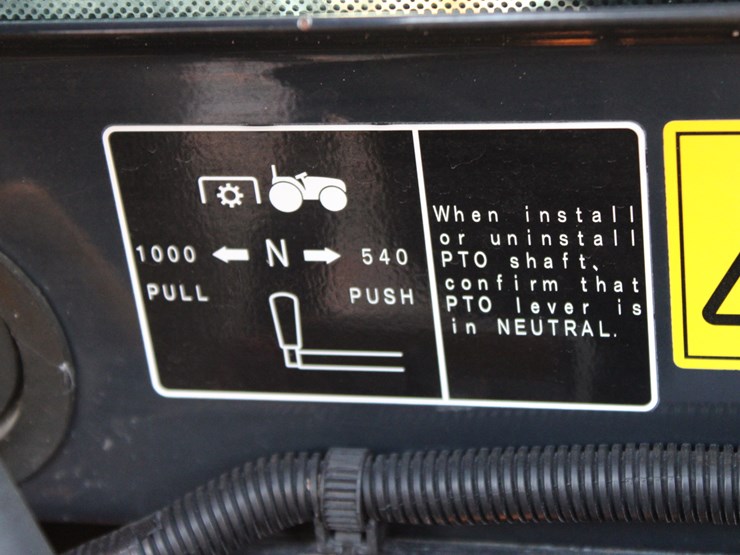 1000 ← N → 540
PULL PUSH
When install
or uninstall
PTO shaft、
confirm that
PTO lever is
in NEUTRAL.